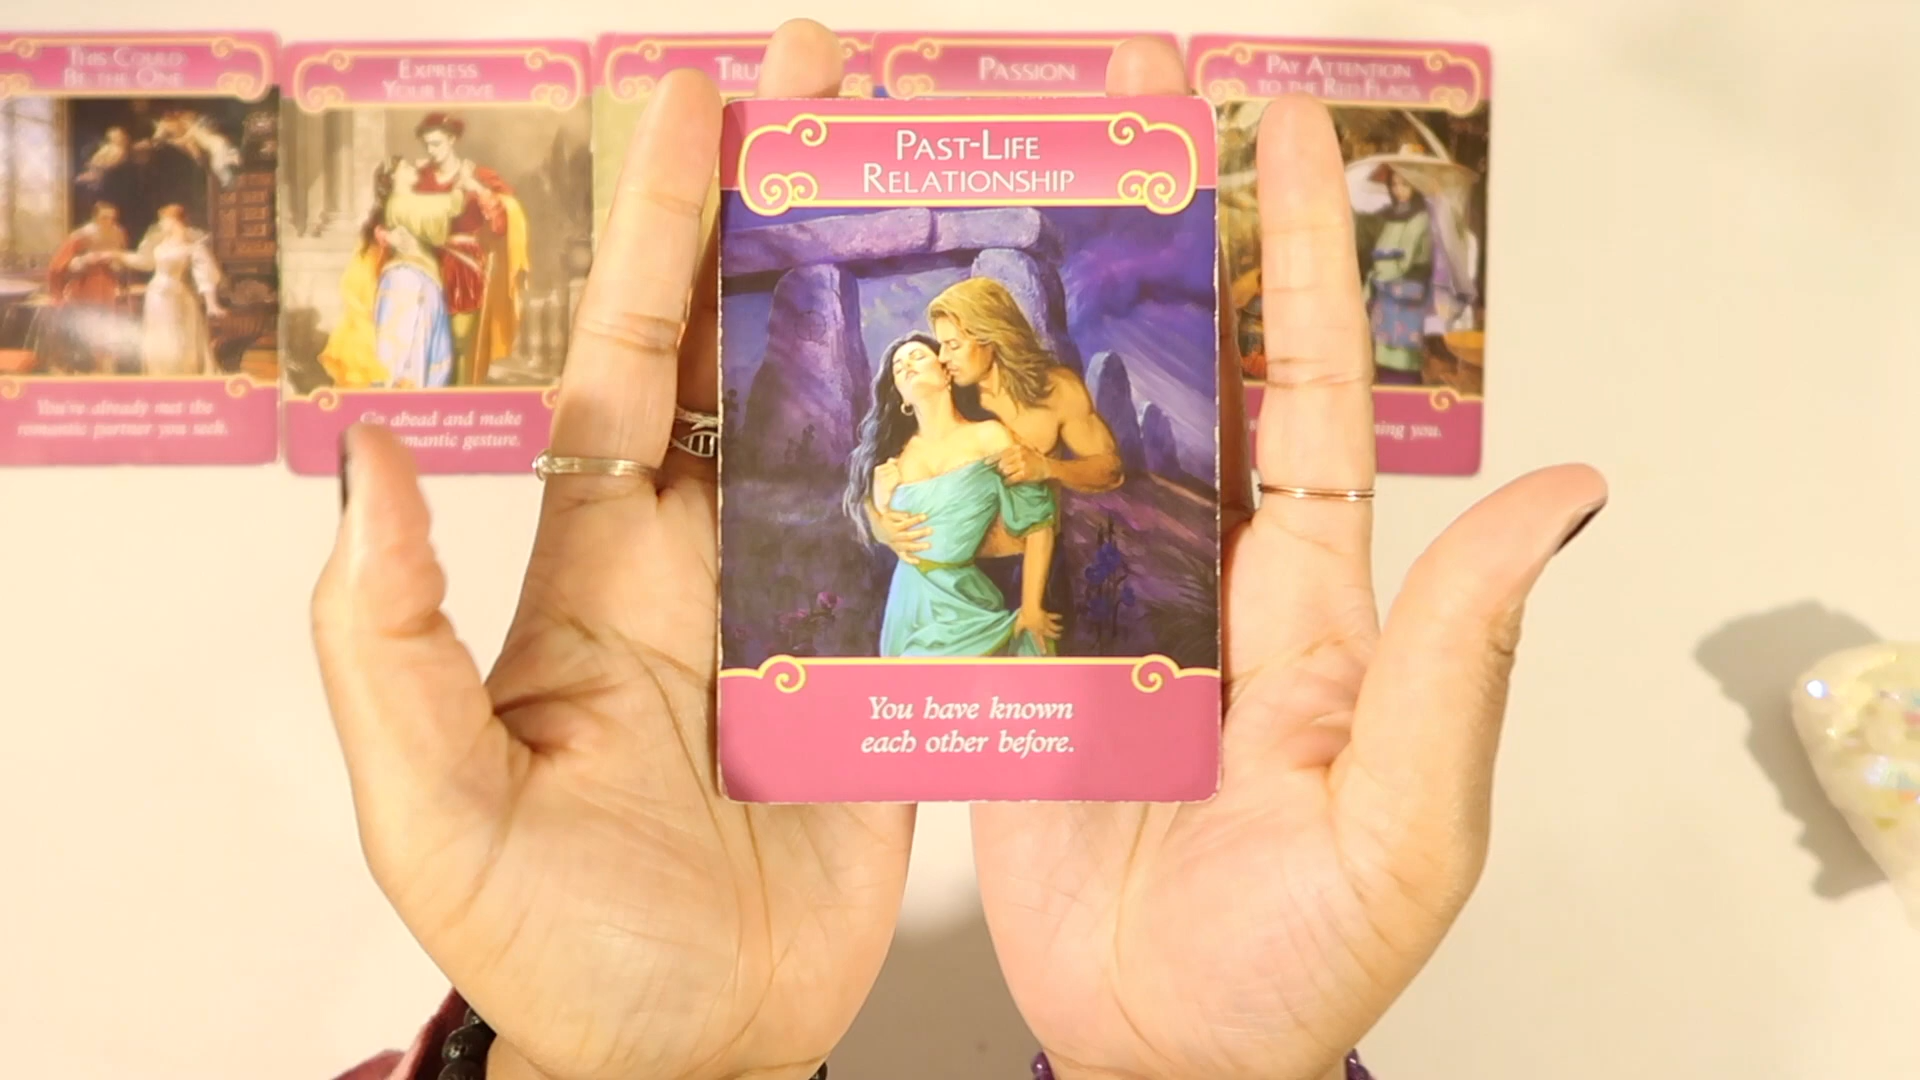 THIS COULD
BE THE ONE
EXPRESS
YOUR LOVE
PASSION
PAY ATTENTION
TO THE RED FLAGS
PAST-LIFE
RELATIONSHIP
You've already met the
romantic partner you seek.
Go ahead and make
romantic gesture.
You have known
each other before.
you.